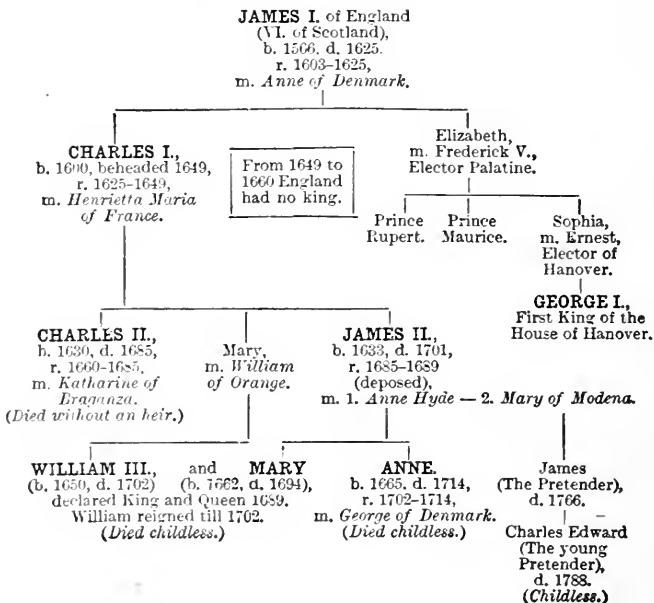 JAMES I. of England
(VI. of Scotland),
b. 1566. d. 1625.
r. 1603–1625,
m. Anne of Denmark.
CHARLES I.,
b. 1600, beheaded 1649,
r. 1625-1649,
m. Henrietta Maria
of France.
From 1649 to
1660 England
had no king.
Elizabeth,
m. Frederick V.,
Elector Palatine.
Prince
Rupert.
Prince
Maurice.
Sophia,
m. Ernest,
Elector of
Hanover.
GEORGE I.,
First King of the
House of Hanover.
CHARLES II.,
b. 1630, d. 1685,
r. 1660-1685,
m. Katharine of
Braganza.
(Died without an heir.)
Mary,
m. William
of Orange.
JAMES II.,
b. 1633, d. 1701,
r. 1685-1689
(deposed),
m. 1. Anne Hyde — 2. Mary of Modena.
WILLIAM III., and MARY
(b. 1650, d. 1702) (b. 1662, d. 1694),
declared King and Queen 1689.
William reigned till 1702.
(Died childless.)
ANNE.
b. 1665. d. 1714,
r. 1702–1714,
m. George of Denmark.
(Died childless.)
James
(The Pretender),
d. 1766.
Charles Edward
(The young
Pretender),
d. 1788.
(Childless.)